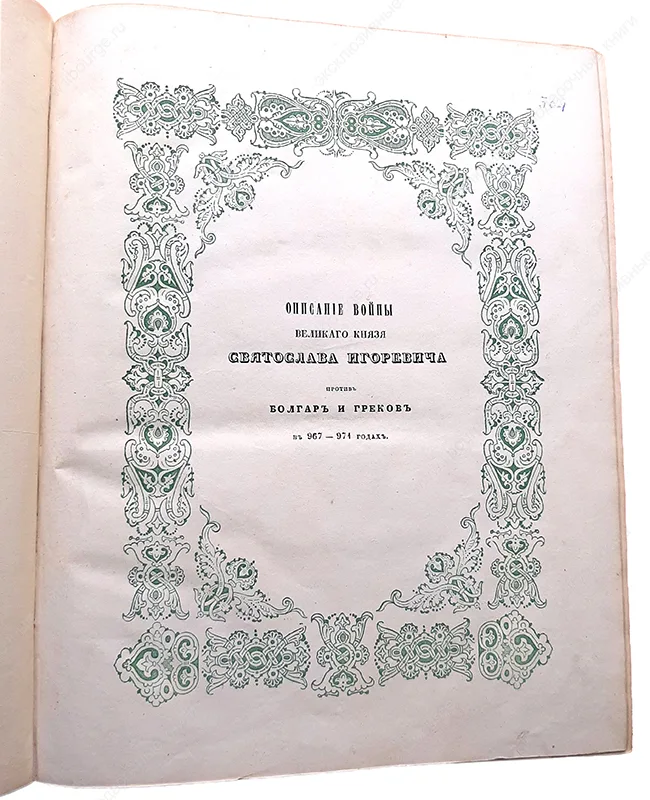 ОПИСАНІЕ ВОЙНЫ
ВЕЛИКАГО КНЯЗЯ
СВЯТОСЛАВА ИГОРЕВИЧА
ПРОТИВЪ
БОЛГАРЪ И ГРЕКОВЪ
ВЪ 967 — 971 ГОДАХЪ.